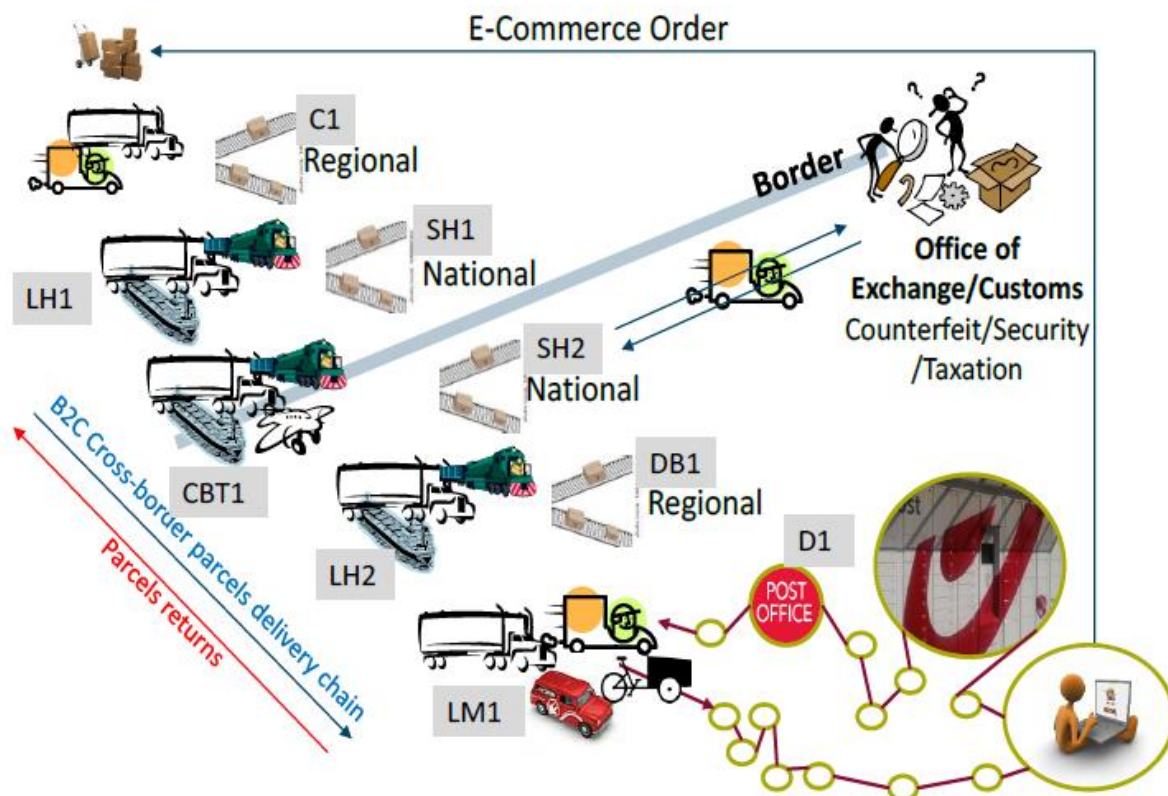 E-Commerce Order
C1
Regional
Border
SH1
National
LH1
Office of
Exchange/Customs
Counterfeit/Security
/Taxation
SH2
National
CBT1
B2C Cross-border parcels delivery chain
Parcels returns
DB1
Regional
LH2
D1
POST
OFFICE
ost
LM1